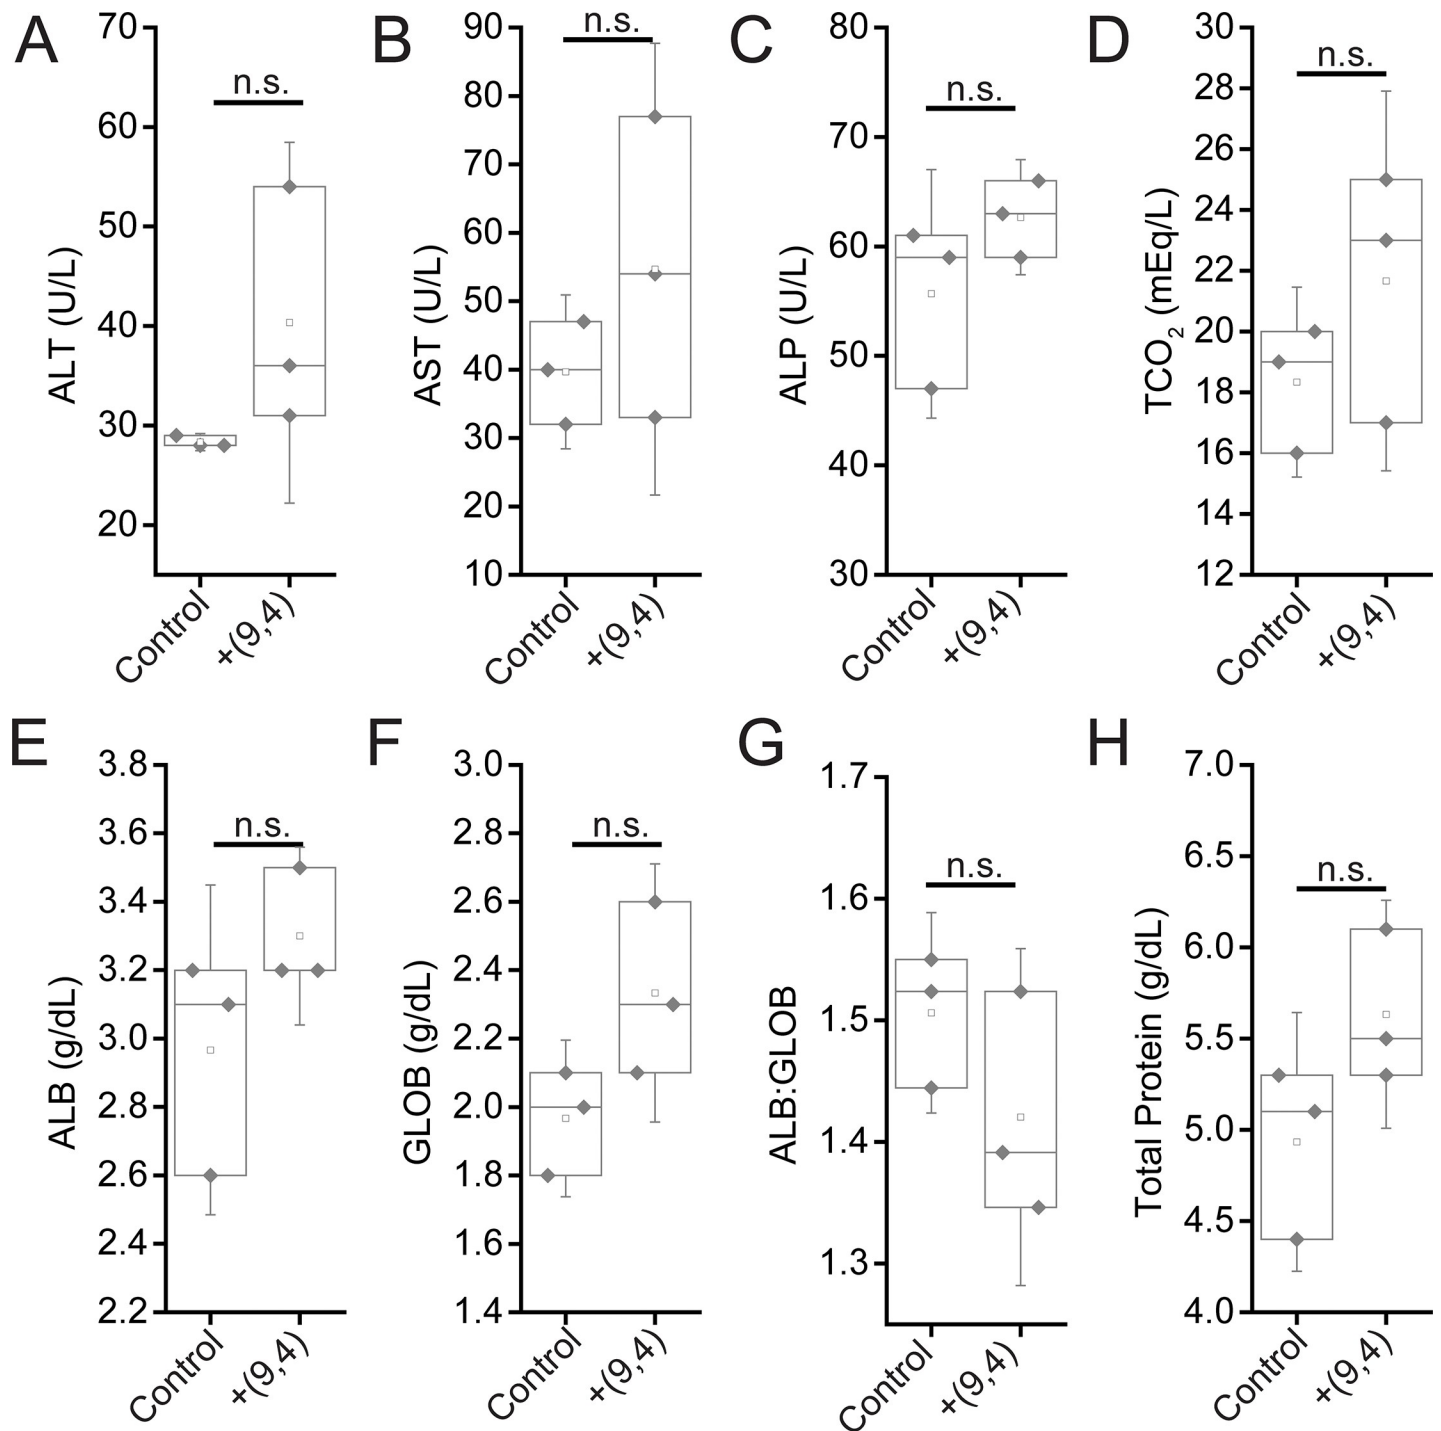 A
70
60
50
40
30
20
ALT (U/L)
n.s.
Control
+(9,4)
B
90
80
70
60
50
40
30
20
10
AST (U/L)
n.s.
Control
+(9,4)
C
80
70
60
50
40
30
ALP (U/L)
n.s.
Control
+(9,4)
D
30
28
26
24
22
20
18
16
14
12
TCO₂ (mEq/L)
n.s.
Control
+(9,4)
E
3.8
3.6
3.4
3.2
3.0
2.8
2.6
2.4
2.2
ALB (g/dL)
n.s.
Control
+(9,4)
F
3.0
2.8
2.6
2.4
2.2
2.0
1.8
1.6
1.4
GLOB (g/dL)
n.s.
Control
+(9,4)
G
1.7
1.6
1.5
1.4
1.3
ALB:GLOB
n.s.
Control
+(9,4)
H
7.0
6.5
6.0
5.5
5.0
4.5
4.0
Total Protein (g/dL)
n.s.
Control
+(9,4)